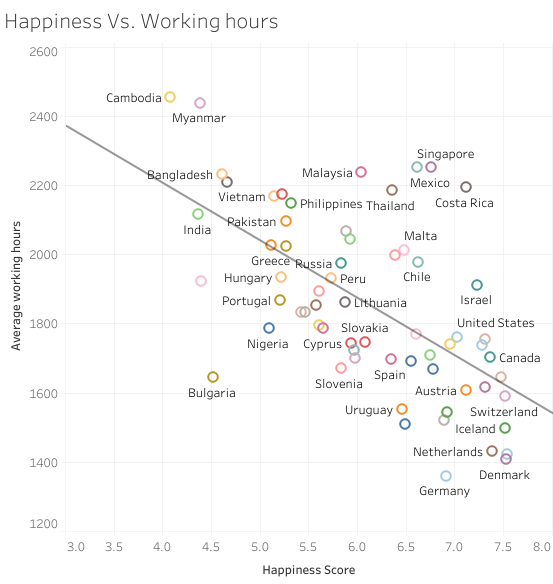 Happiness Vs. Working hours
2600
Cambodia
2400
Myanmar
Singapore
Bangladesh
Malaysia
2200
Mexico
Vietnam
Philippines
Thailand
Costa Rica
India
Pakistan
Malta
2000
Greece
Russia
Chile
Hungary
Peru
Israel
Portugal
Lithuania
1800
Nigeria
Cyprus
Slovakia
United States
Canada
Slovenia
Spain
Bulgaria
Austria
1600
Uruguay
Switzerland
Iceland
Netherlands
1400
Denmark
Germany
1200
3.0 3.5 4.0 4.5 5.0 5.5 6.0 6.5 7.0 7.5 8.0
Happiness Score
Average working hours